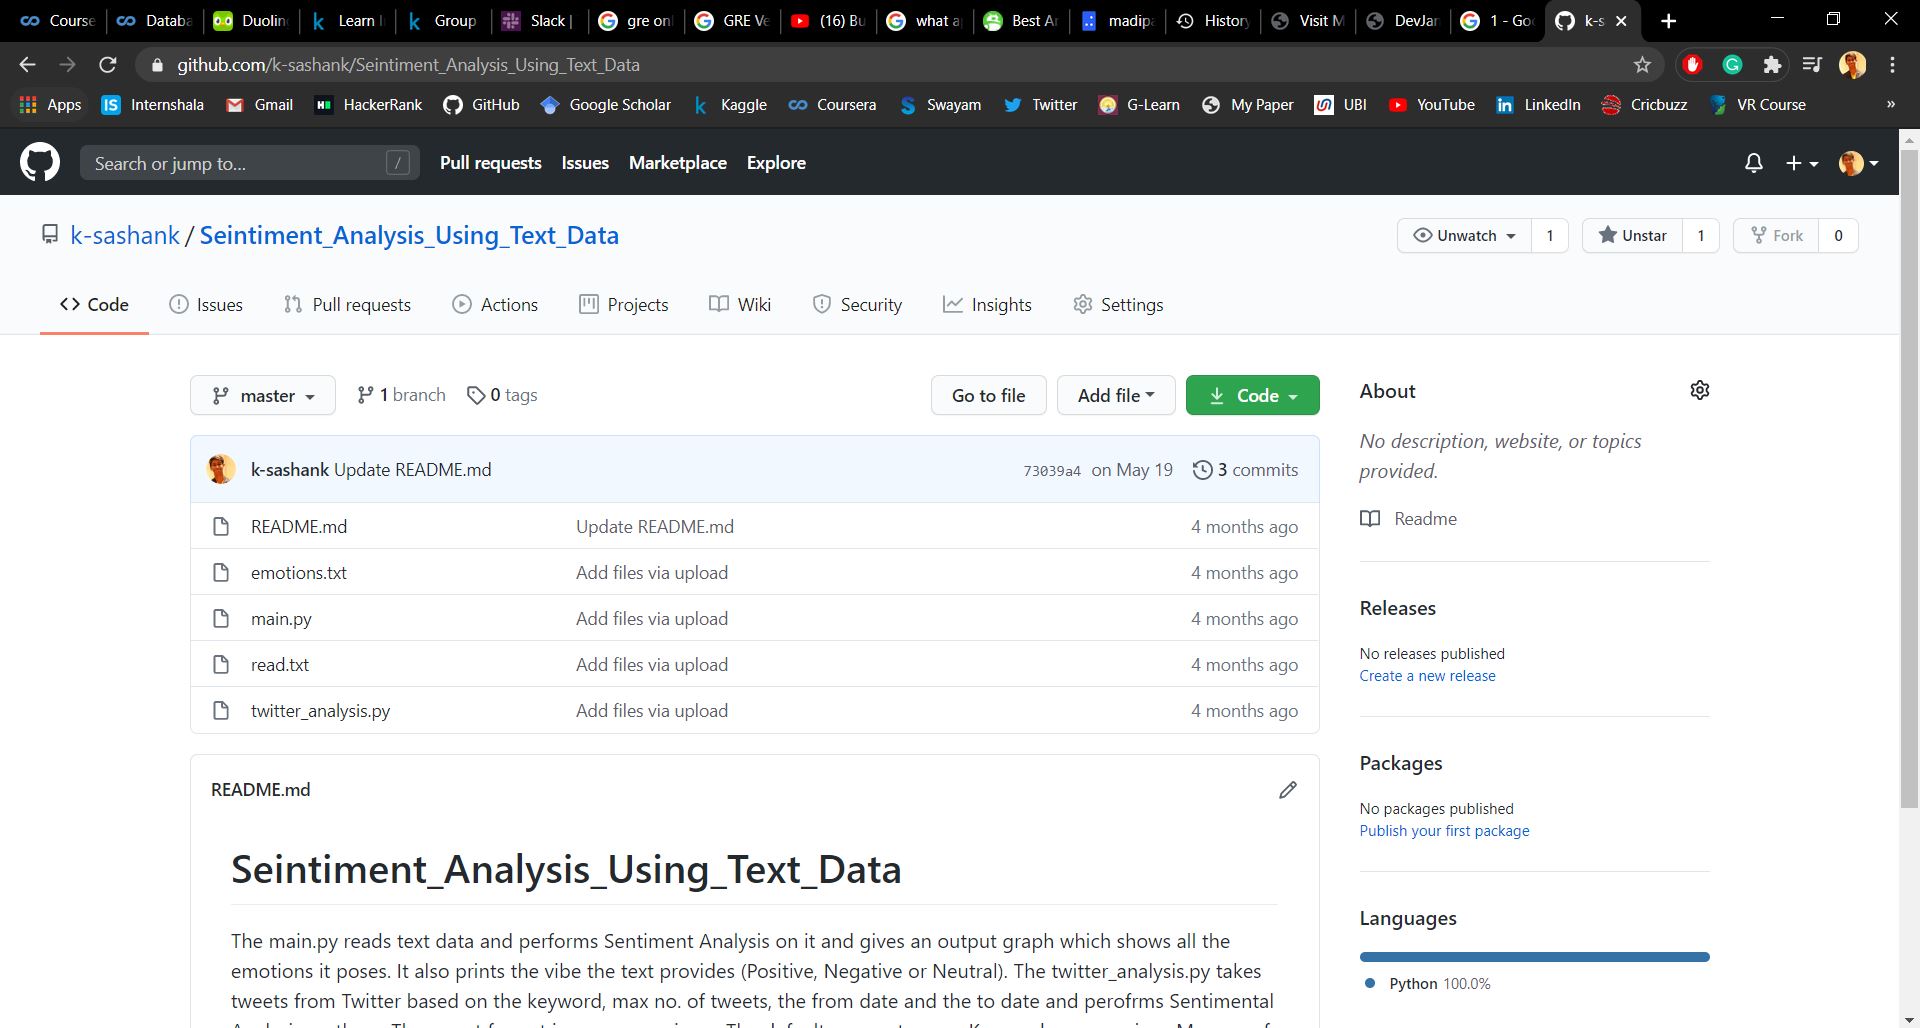 Course
Databa
Duolin
Learn I
Group
Slack |
gre onl
GRE Ve
(16) Bu
what a
Best Ar
madipa
History
Visit M
DevJan
1 - Goo
k-s
github.com/k-sashank/Seintiment_Analysis_Using_Text_Data
Apps Internshala Gmail HackerRank GitHub Google Scholar Kaggle Coursera Swayam Twitter G-Learn My Paper UBI YouTube LinkedIn Cricbuzz VR Course »
Search or jump to... / Pull requests Issues Marketplace Explore
k-sashank / Seintiment_Analysis_Using_Text_Data
Unwatch 1 Unstar 1 Fork 0
Code Issues Pull requests Actions Projects Wiki Security Insights Settings
master 1 branch 0 tags Go to file Add file Code
k-sashank Update README.md 73039a4 on May 19 3 commits
README.md Update README.md 4 months ago
emotions.txt Add files via upload 4 months ago
main.py Add files via upload 4 months ago
read.txt Add files via upload 4 months ago
twitter_analysis.py Add files via upload 4 months ago
README.md
Seintiment_Analysis_Using_Text_Data
The main.py reads text data and performs Sentiment Analysis on it and gives an output graph which shows all the
emotions it poses. It also prints the vibe the text provides (Positive, Negative or Neutral). The twitter_analysis.py takes
tweets from Twitter based on the keyword, max no. of tweets, the from date and the to date and perofrms Sentimental
About
No description, website, or topics
provided.
Readme
Releases
No releases published
Create a new release
Packages
No packages published
Publish your first package
Languages
Python 100.0%